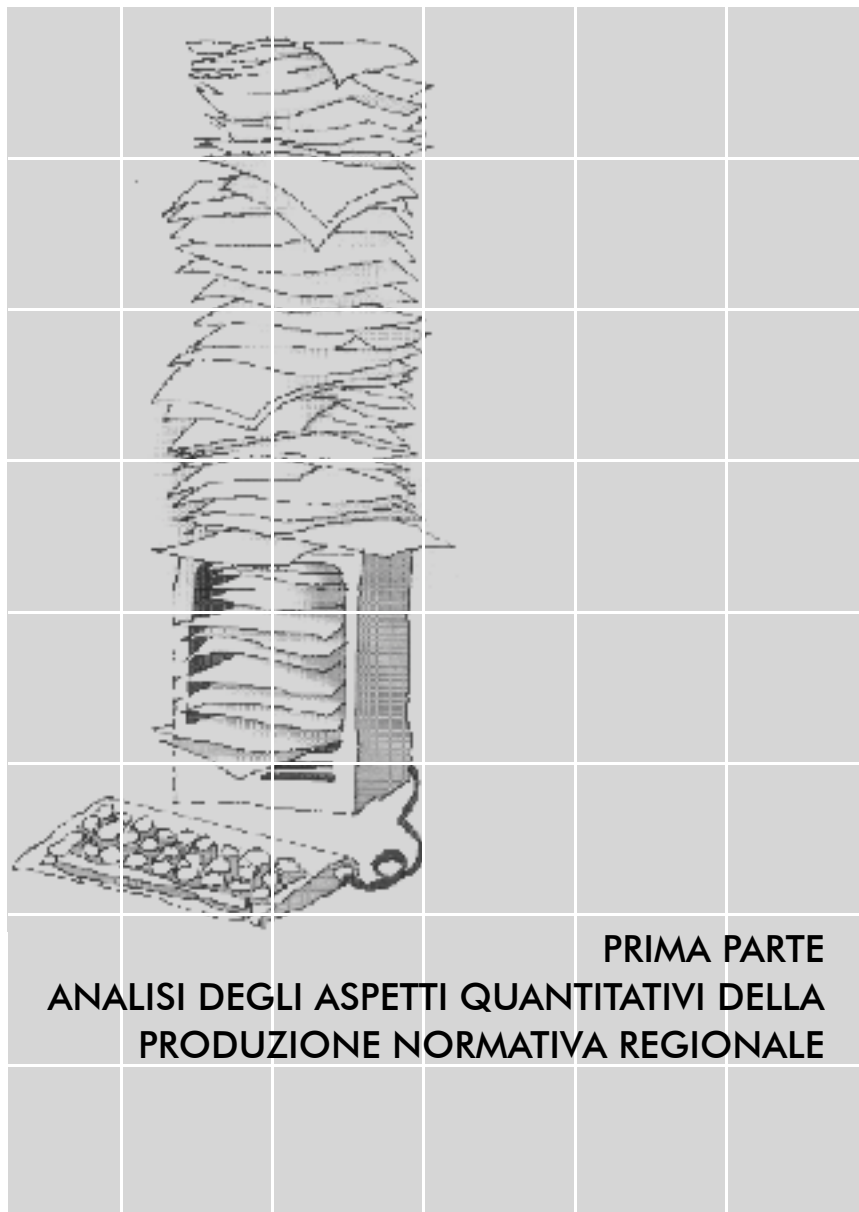 PRIMA PARTE
ANALISI DEGLI ASPETTI QUANTITATIVI DELLA
PRODUZIONE NORMATIVA REGIONALE